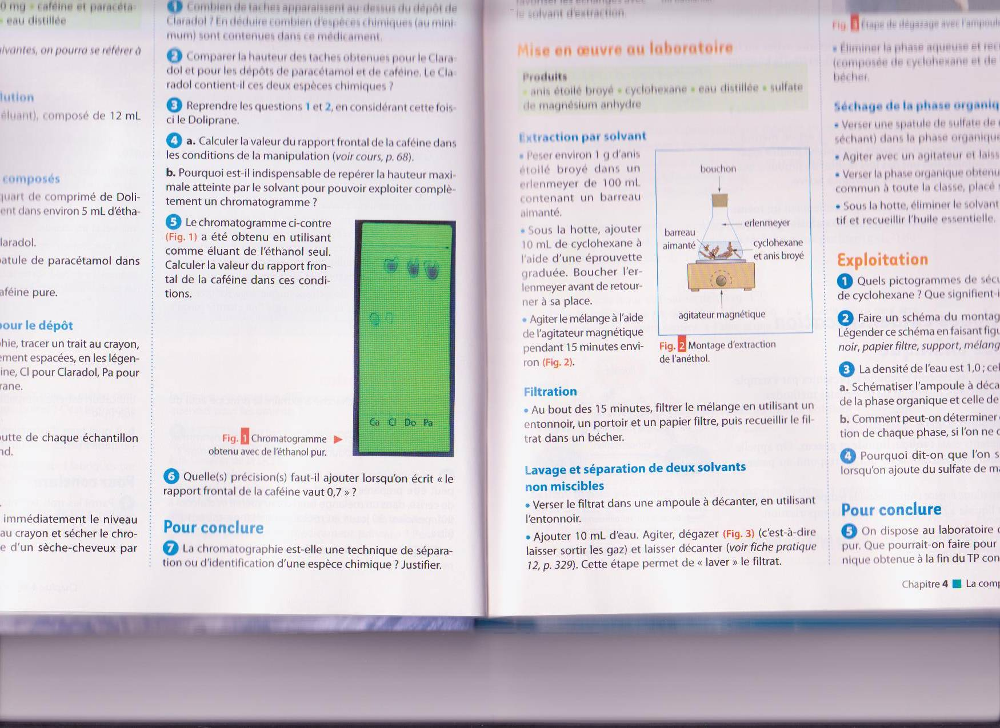 0 mg • caféine et paracéta-
• eau distillée
ivantes, on pourra se référer à
lution
éluant), composé de 12 mL
composés
quart de comprimé de Doli-
ent dans environ 5 mL d'étha-
laradol.
patule de paracétamol dans
aféine pure.
pour le dépôt
phie, tracer un trait au crayon,
ement espacées, en les légen-
ine, Cl pour Claradol, Pa pour
rane.
outte de chaque échantillon
nd.
immédiatement le niveau
au crayon et sécher le chro-
e d'un sèche-cheveux par
1 Combien de taches apparaissent au-dessus du dépôt de
Claradol ? En déduire combien d'espèces chimiques (au mini-
mum) sont contenues dans ce médicament.
2 Comparer la hauteur des taches obtenues pour le Clara-
dol et pour les dépôts de paracétamol et de caféine. Le Cla-
radol contient-il ces deux espèces chimiques ?
3 Reprendre les questions 1 et 2, en considérant cette fois-
ci le Doliprane.
4 a. Calculer la valeur du rapport frontal de la caféine dans
les conditions de la manipulation (voir cours, p. 68).
b. Pourquoi est-il indispensable de repérer la hauteur maxi-
male atteinte par le solvant pour pouvoir exploiter complè-
tement un chromatogramme ?
5 Le chromatogramme ci-contre
(Fig. 1) a été obtenu en utilisant
comme éluant de l'éthanol seul.
Calculer la valeur du rapport fron-
tal de la caféine dans ces condi-
tions.
Ca Cl Do Pa
Fig. 1 Chromatogramme
obtenu avec de l'éthanol pur.
6 Quelle(s) précision(s) faut-il ajouter lorsqu'on écrit « le
rapport frontal de la caféine vaut 0,7 » ?
Pour conclure
7 La chromatographie est-elle une technique de sépara-
tion ou d'identification d'une espèce chimique ? Justifier.
le solvant d'extraction.
Mise en œuvre au laboratoire
Produits
• anis étoilé broyé • cyclohexane • eau distillée • sulfate
de magnésium anhydre
Extraction par solvant
• Peser environ 1 g d'anis
étoilé broyé dans un
erlenmeyer de 100 mL
contenant un barreau
aimanté.
• Sous la hotte, ajouter
10 mL de cyclohexane à
l'aide d'une éprouvette
graduée. Boucher l'er-
lenmeyer avant de retour-
ner à sa place.
• Agiter le mélange à l'aide
de l'agitateur magnétique
pendant 15 minutes envi-
ron (Fig. 2).
bouchon
erlenmeyer
barreau
aimanté
cyclohexane
et anis broyé
agitateur magnétique
Fig. 2 Montage d'extraction
de l'anéthol.
Filtration
• Au bout des 15 minutes, filtrer le mélange en utilisant un
entonnoir, un portoir et un papier filtre, puis recueillir le fil-
trat dans un bécher.
Lavage et séparation de deux solvants
non miscibles
• Verser le filtrat dans une ampoule à décanter, en utilisant
l'entonnoir.
• Ajouter 10 mL d'eau. Agiter, dégazer (Fig. 3) (c'est-à-dire
laisser sortir les gaz) et laisser décanter (voir fiche pratique
12, p. 329). Cette étape permet de « laver » le filtrat.
Fig. 3 Étape de dégazage avec l'ampoule
• Éliminer la phase aqueuse et rec
(composée de cyclohexane et de
bécher.
Séchage de la phase organiq
• Verser une spatule de sulfate de
séchant) dans la phase organique
• Agiter avec un agitateur et laiss
• Verser la phase organique obtenu
commun à toute la classe, placé
• Sous la hotte, éliminer le solvant
tif et recueillir l'huile essentielle.
Exploitation
1 Quels pictogrammes de sécu
de cyclohexane ? Que signifient-i
2 Faire un schéma du montag
Légender ce schéma en faisant figu
noir, papier filtre, support, mélang
3 La densité de l'eau est 1,0 ; cel
a. Schématiser l'ampoule à déca
de la phase organique et celle de
b. Comment peut-on déterminer
tion de chaque phase, si l'on ne c
4 Pourquoi dit-on que l'on s
lorsqu'on ajoute du sulfate de ma
Pour conclure
5 On dispose au laboratoire
pur. Que pourrait-on faire pour
nique obtenue à la fin du TP con
Chapitre 4 La comp